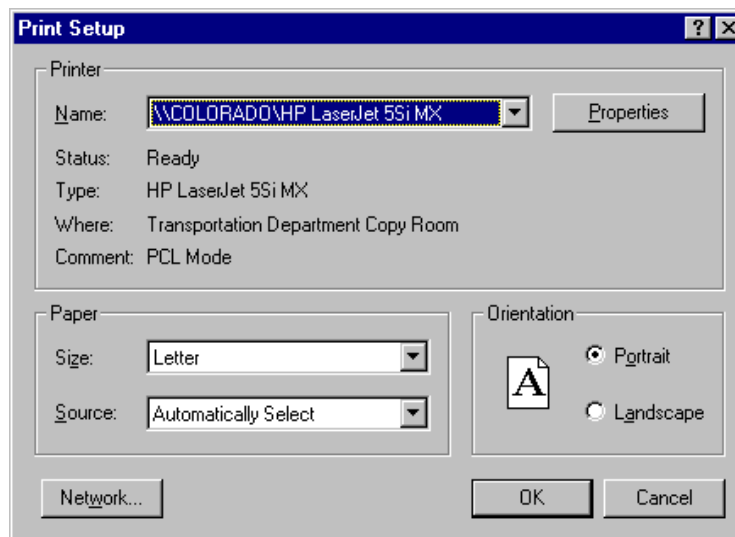 Print Setup
Printer
Name: \\COLORADO\HP LaserJet 5Si MX Properties
Status: Ready
Type: HP LaserJet 5Si MX
Where: Transportation Department Copy Room
Comment: PCL Mode
Paper
Size: Letter
Source: Automatically Select
Orientation
A
Portrait
Landscape
Network... OK Cancel